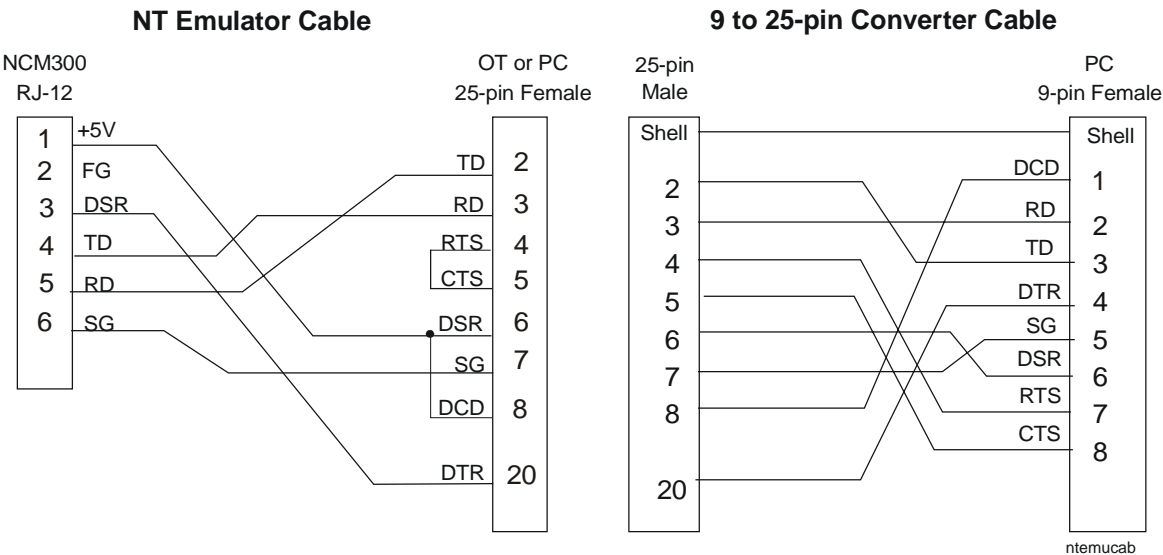 NT Emulator Cable
NCM300
RJ-12
OT or PC
25-pin Female
1 +5V
2 FG
3 DSR
4 TD
5 RD
6 SG
TD 2
RD 3
RTS 4
CTS 5
DSR 6
SG 7
DCD 8
DTR 20
9 to 25-pin Converter Cable
25-pin
Male
PC
9-pin Female
Shell
2
3
4
5
6
7
8
20
Shell
DCD 1
RD 2
TD 3
DTR 4
SG 5
DSR 6
RTS 7
CTS 8
ntemucab